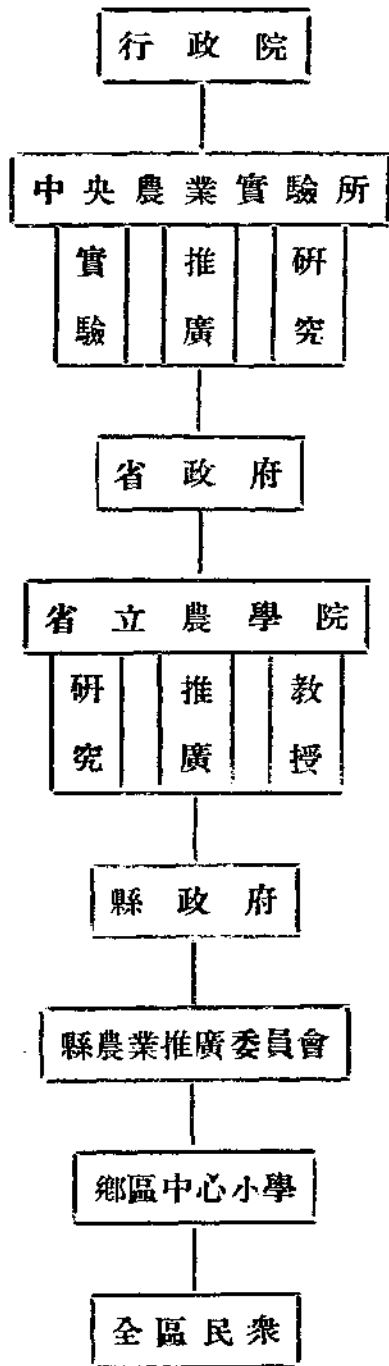 行政院
中央農業實驗所
實驗 推廣 研究
省政府
省立農學院
研究 推廣 教授
縣政府
縣農業推廣委員會
鄉區中心小學
全區民衆